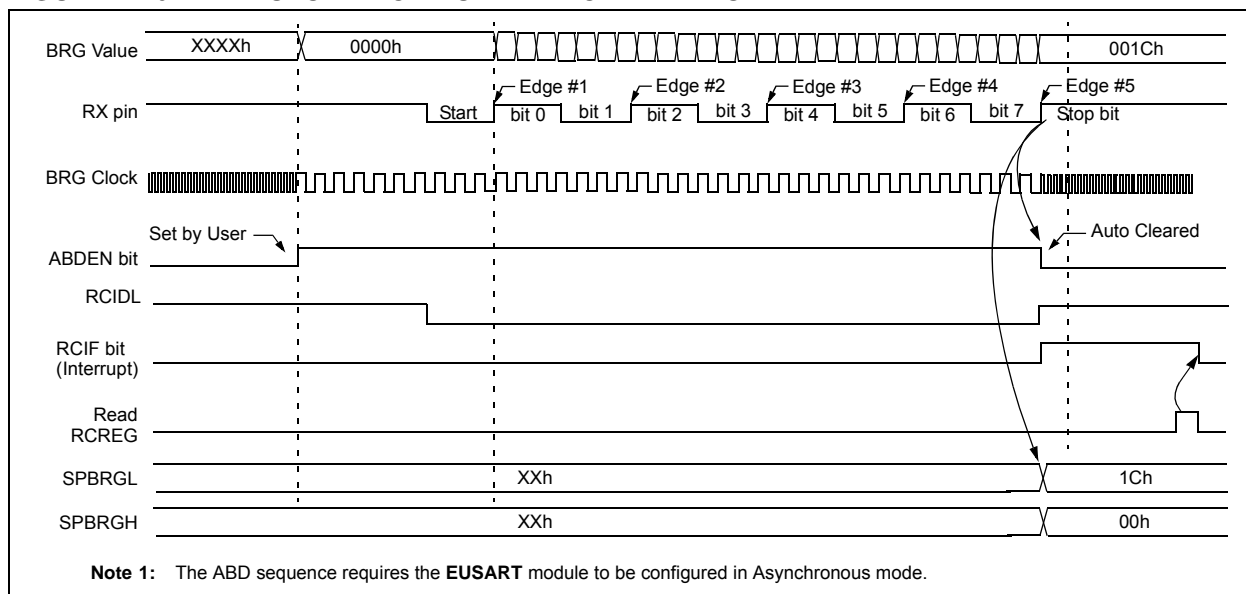 BRG Value XXXXh 0000h 001Ch
Edge #1 Edge #2 Edge #3 Edge #4 Edge #5
RX pin Start bit 0 bit 1 bit 2 bit 3 bit 4 bit 5 bit 6 bit 7 Stop bit
BRG Clock
Set by User Auto Cleared
ABDEN bit
RCIDL
RCIF bit
(Interrupt)
Read
RCREG
SPBRGL XXh 1Ch
SPBRGH XXh 00h
Note 1: The ABD sequence requires the EUSART module to be configured in Asynchronous mode.